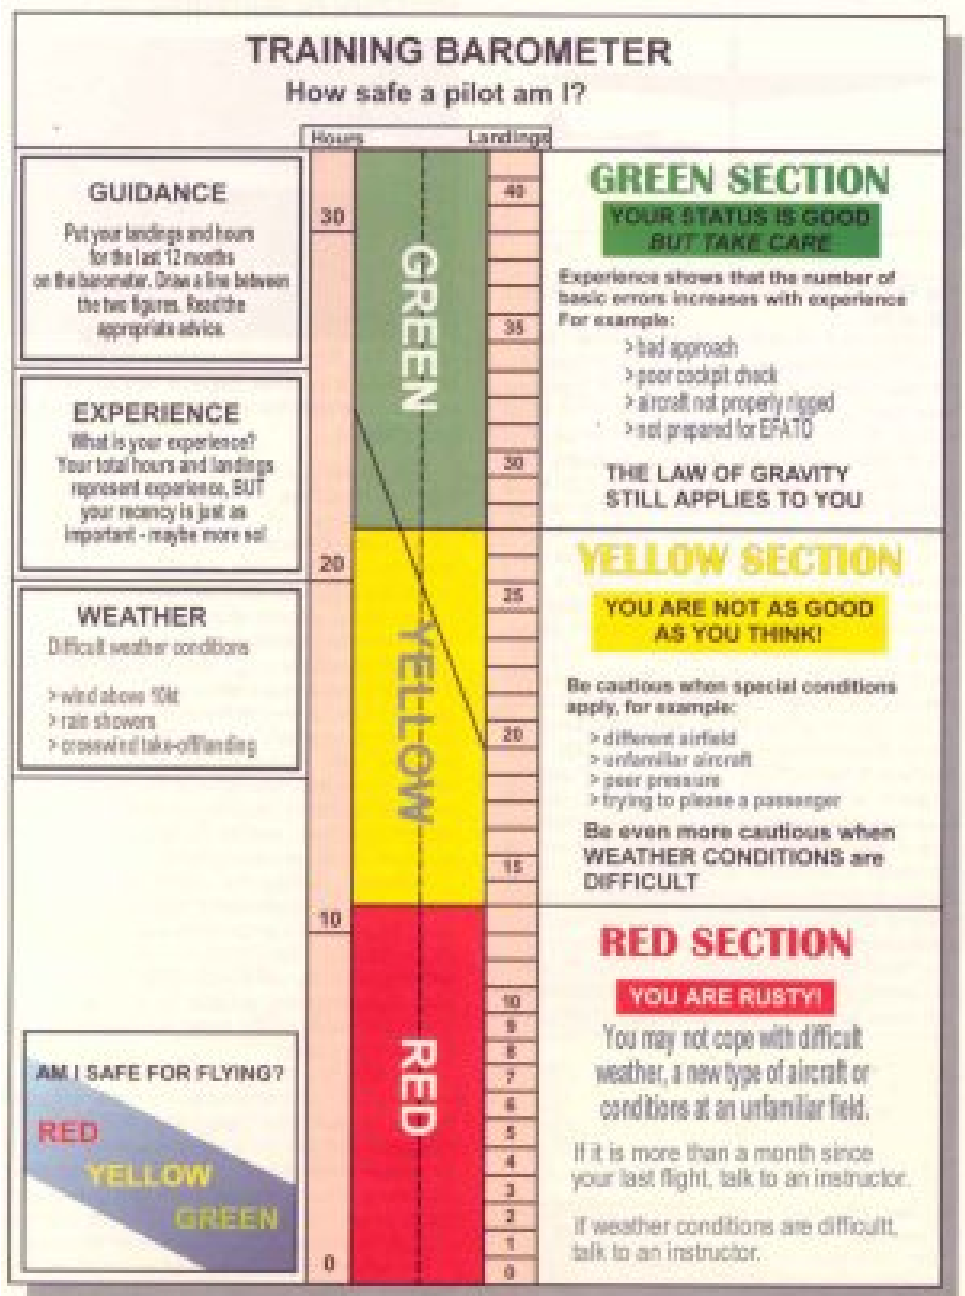 TRAINING BAROMETER
How safe a pilot am I?
Hours
Landings
GUIDANCE
Put your landings and hours
for the last 12 months
on the barometer. Draw a line between
the two figures. Read the
appropriate advice.
EXPERIENCE
What is your experience?
Your total hours and landings
represent experience, BUT
your recency is just as
important - maybe more so!
WEATHER
Difficult weather conditions
> wind above 10kt
> rain showers
> crosswind take-off/landing
AM I SAFE FOR FLYING?
RED
YELLOW
GREEN
30
20
10
0
GREEN
YELLOW
RED
40
35
30
25
20
15
10
9
8
7
6
5
4
3
2
1
0
GREEN SECTION
YOUR STATUS IS GOOD
BUT TAKE CARE
Experience shows that the number of
basic errors increases with experience
For example:
> bad approach
> poor cockpit check
> aircraft not properly rigged
> not prepared for EFATO
THE LAW OF GRAVITY
STILL APPLIES TO YOU
YELLOW SECTION
YOU ARE NOT AS GOOD
AS YOU THINK!
Be cautious when special conditions
apply, for example:
> different airfield
> unfamiliar aircraft
> peer pressure
> trying to please a passenger
Be even more cautious when
WEATHER CONDITIONS are
DIFFICULT
RED SECTION
YOU ARE RUSTY!
You may not cope with difficult
weather, a new type of aircraft or
conditions at an unfamiliar field.
If it is more than a month since
your last flight, talk to an instructor.
If weather conditions are difficultt,
talk to an instructor.